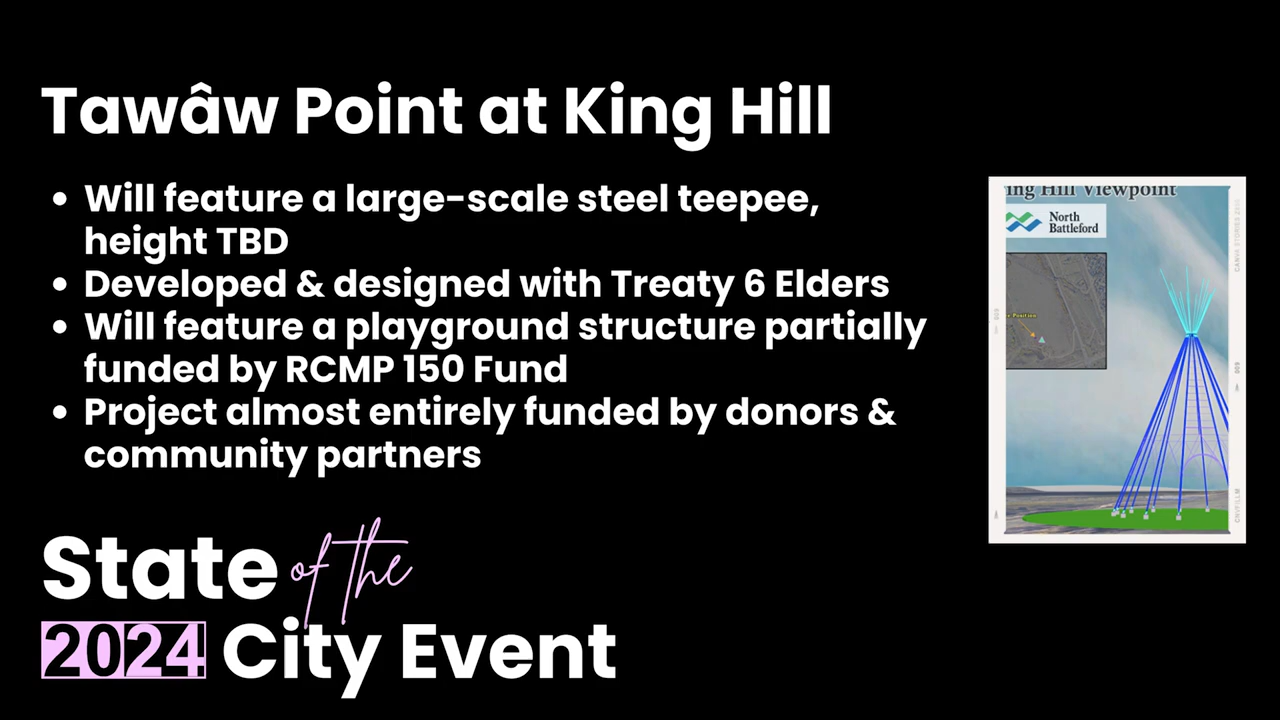 Tawâw Point at King Hill
• Will feature a large-scale steel teepee,
height TBD
• Developed & designed with Treaty 6 Elders
• Will feature a playground structure partially
funded by RCMP 150 Fund
• Project almost entirely funded by donors &
community partners
ing Hill Viewpoint
North
Battleford
Position
State of the
2024 City Event